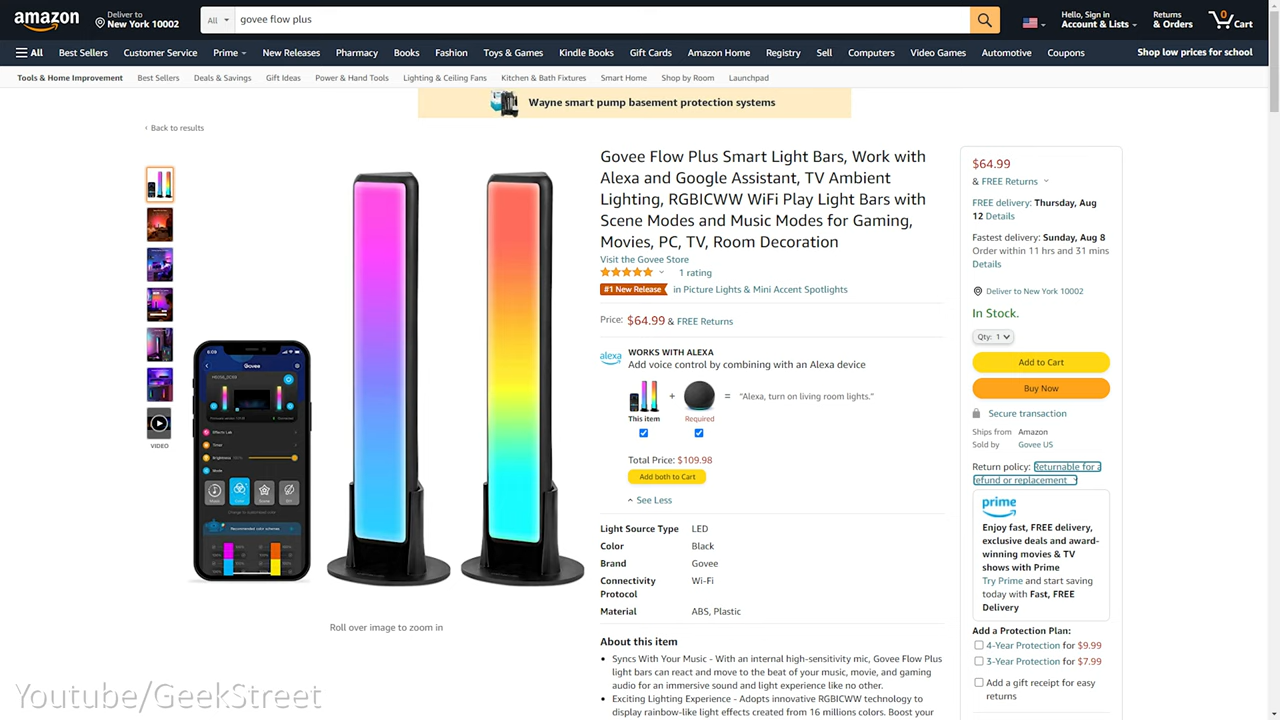 amazon
Deliver to
New York 10002
All
govee flow plus
Hello, Sign in
Account & Lists
Returns
& Orders
0
Cart
All
Best Sellers
Customer Service
Prime
New Releases
Pharmacy
Books
Fashion
Toys & Games
Kindle Books
Gift Cards
Amazon Home
Registry
Sell
Computers
Video Games
Automotive
Coupons
Shop low prices for school
Tools & Home Improvement
Best Sellers
Deals & Savings
Gift Ideas
Power & Hand Tools
Lighting & Ceiling Fans
Kitchen & Bath Fixtures
Smart Home
Shop by Room
Launchpad
Wayne smart pump basement protection systems
‹ Back to results
VIDEO
6:09
Govee
Effects Lab
Timer
Brightness
Mode
Recommended color schemes
Roll over image to zoom in
Govee Flow Plus Smart Light Bars, Work with
Alexa and Google Assistant, TV Ambient
Lighting, RGBICWW WiFi Play Light Bars with
Scene Modes and Music Modes for Gaming,
Movies, PC, TV, Room Decoration
Visit the Govee Store
1 rating
#1 New Release
in Picture Lights & Mini Accent Spotlights
Price: $64.99 & FREE Returns
alexa
WORKS WITH ALEXA
Add voice control by combining with an Alexa device
+
=
"Alexa, turn on living room lights."
This item
Required
Total Price: $109.98
Add both to Cart
See Less
Light Source Type LED
Color Black
Brand Govee
Connectivity Wi-Fi
Protocol
Material ABS, Plastic
About this item
• Syncs With Your Music - With an internal high-sensitivity mic, Govee Flow Plus
light bars can react and move to the beat of your music, movie, and gaming
audio for an immersive sound and light experience like no other.
• Exciting Lighting Experience - Adopts innovative RGBICWW technology to
display rainbow-like light effects created from 16 millions colors. Boost your
$64.99
& FREE Returns
FREE delivery: Thursday, Aug
12 Details
Fastest delivery: Sunday, Aug 8
Order within 11 hrs and 31 mins
Details
Deliver to New York 10002
In Stock.
Qty: 1
Add to Cart
Buy Now
Secure transaction
Ships from Amazon
Sold by Govee US
Return policy: Returnable for a
refund or replacement
prime
Enjoy fast, FREE delivery,
exclusive deals and award-
winning movies & TV
shows with Prime
Try Prime and start saving
today with Fast, FREE
Delivery
Add a Protection Plan:
4-Year Protection for $9.99
3-Year Protection for $7.99
Add a gift receipt for easy
returns
Youtube/GeekStreet